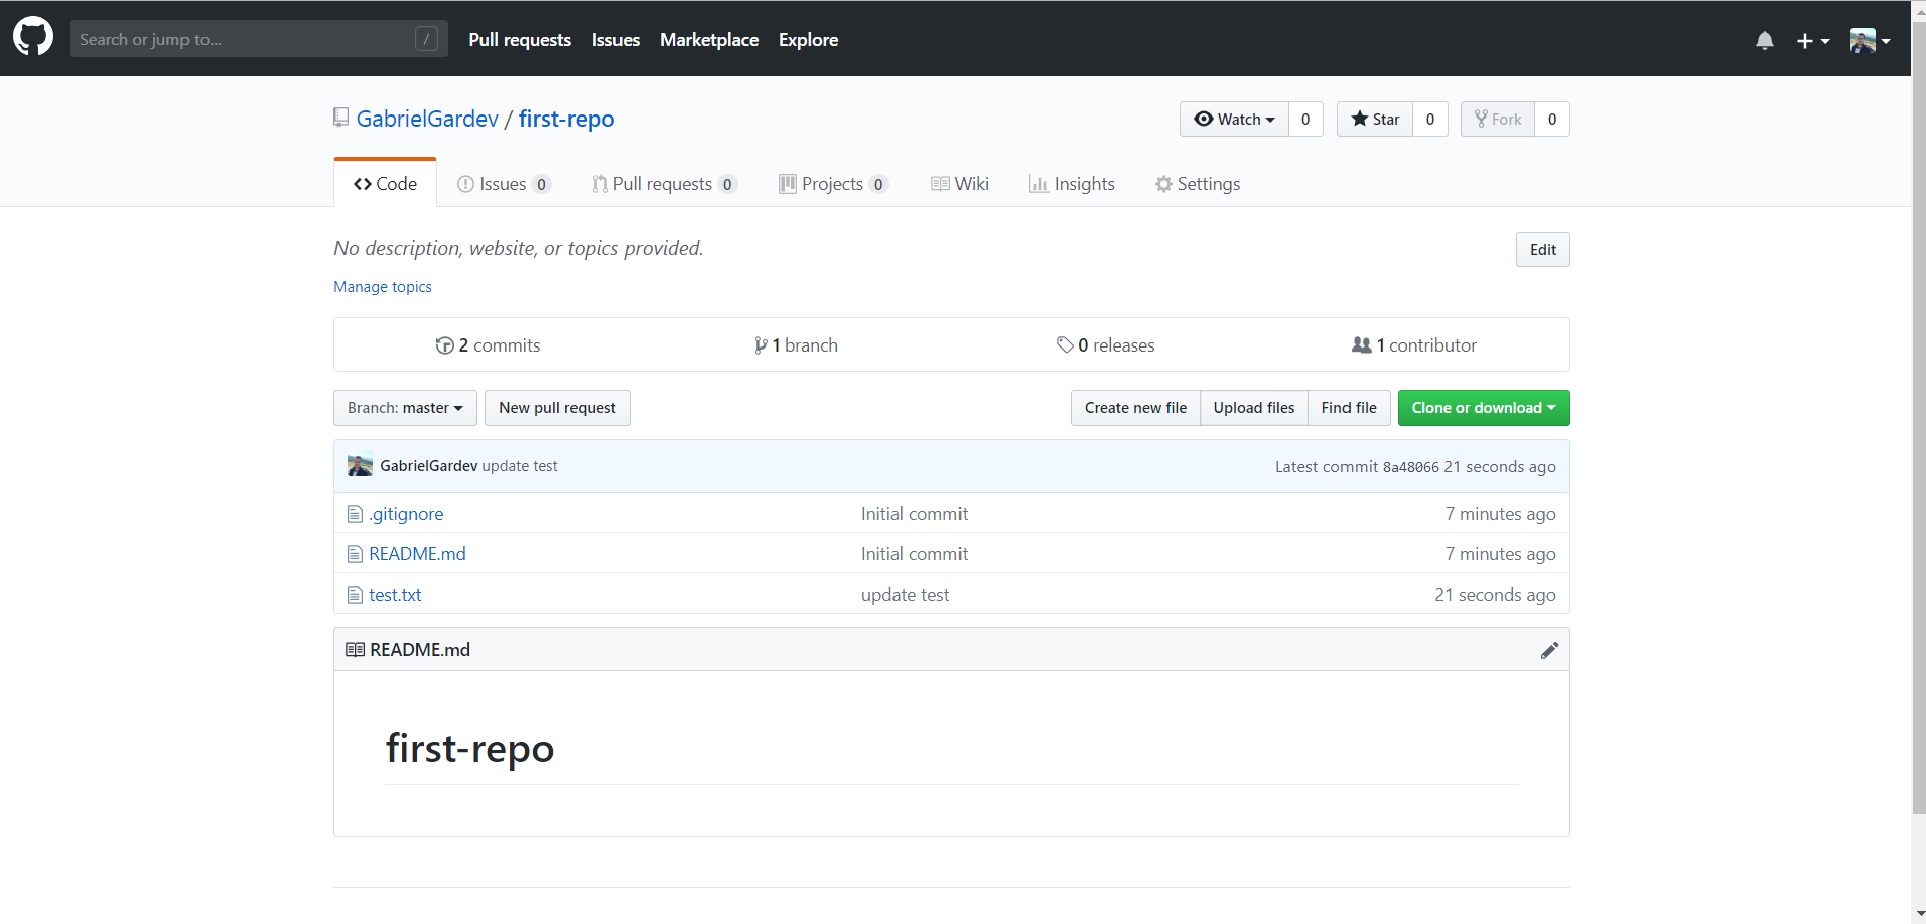 Search or jump to... /
Pull requests Issues Marketplace Explore
GabrielGardev / first-repo
Watch 0 Star 0 Fork 0
Code Issues 0 Pull requests 0 Projects 0 Wiki Insights Settings
No description, website, or topics provided. Edit
Manage topics
2 commits 1 branch 0 releases 1 contributor
Branch: master New pull request Create new file Upload files Find file Clone or download
GabrielGardev update test Latest commit 8a48066 21 seconds ago
.gitignore Initial commit 7 minutes ago
README.md Initial commit 7 minutes ago
test.txt update test 21 seconds ago
README.md
first-repo